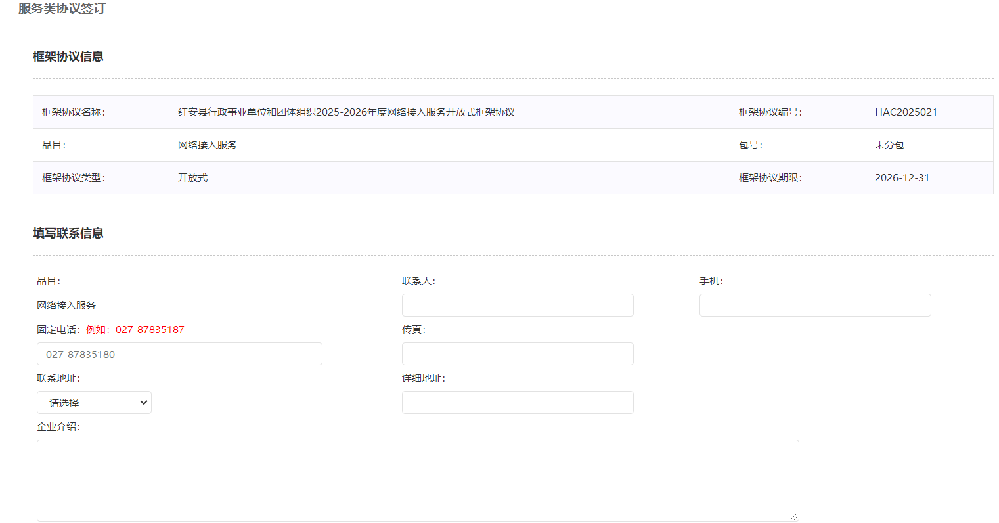 服务类协议签订
框架协议信息
框架协议名称： 红安县行政事业单位和团体组织2025-2026年度网络接入服务开放式框架协议 框架协议编号： HAC2025021
品目： 网络接入服务 包号： 未分包
框架协议类型： 开放式 框架协议期限： 2026-12-31
填写联系信息
品目： 联系人： 手机：
网络接入服务
固定电话：例如：027-87835187 传真：
027-87835180
联系地址： 详细地址：
请选择
企业介绍：